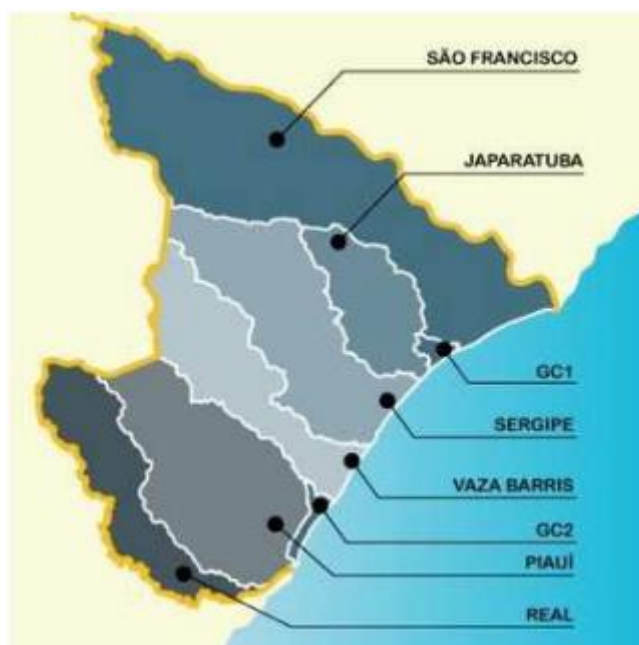 SÃO FRANCISCO
JAPARATUBA
GC1
SERGIPE
VAZA BARRIS
GC2
PIAUÍ
REAL